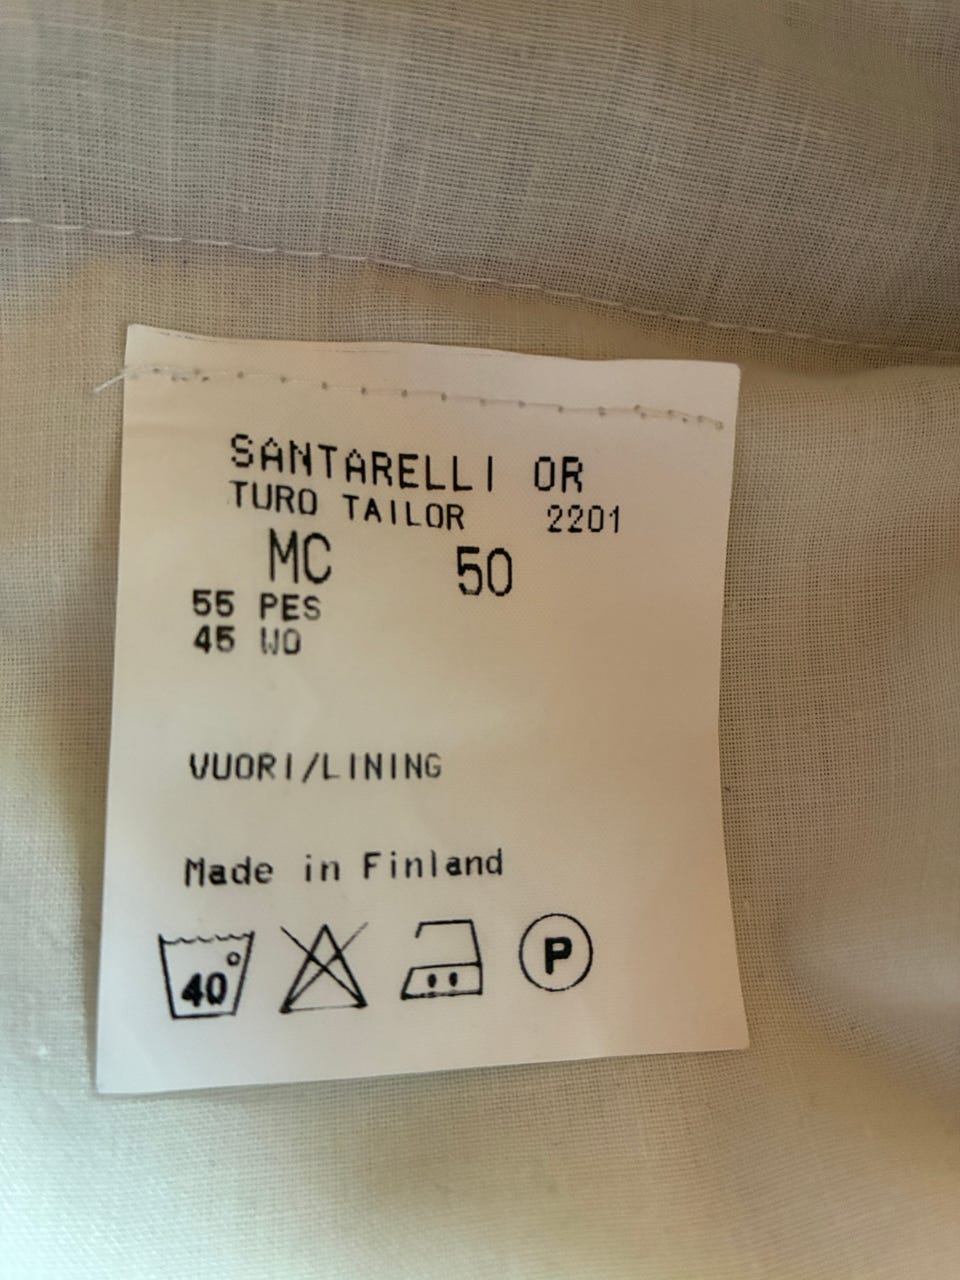 SANTARELLI OR
TURO TAILOR 2201
MC 50
55 PES
45 WO
VUORI/LINING
Made in Finland
40°
P